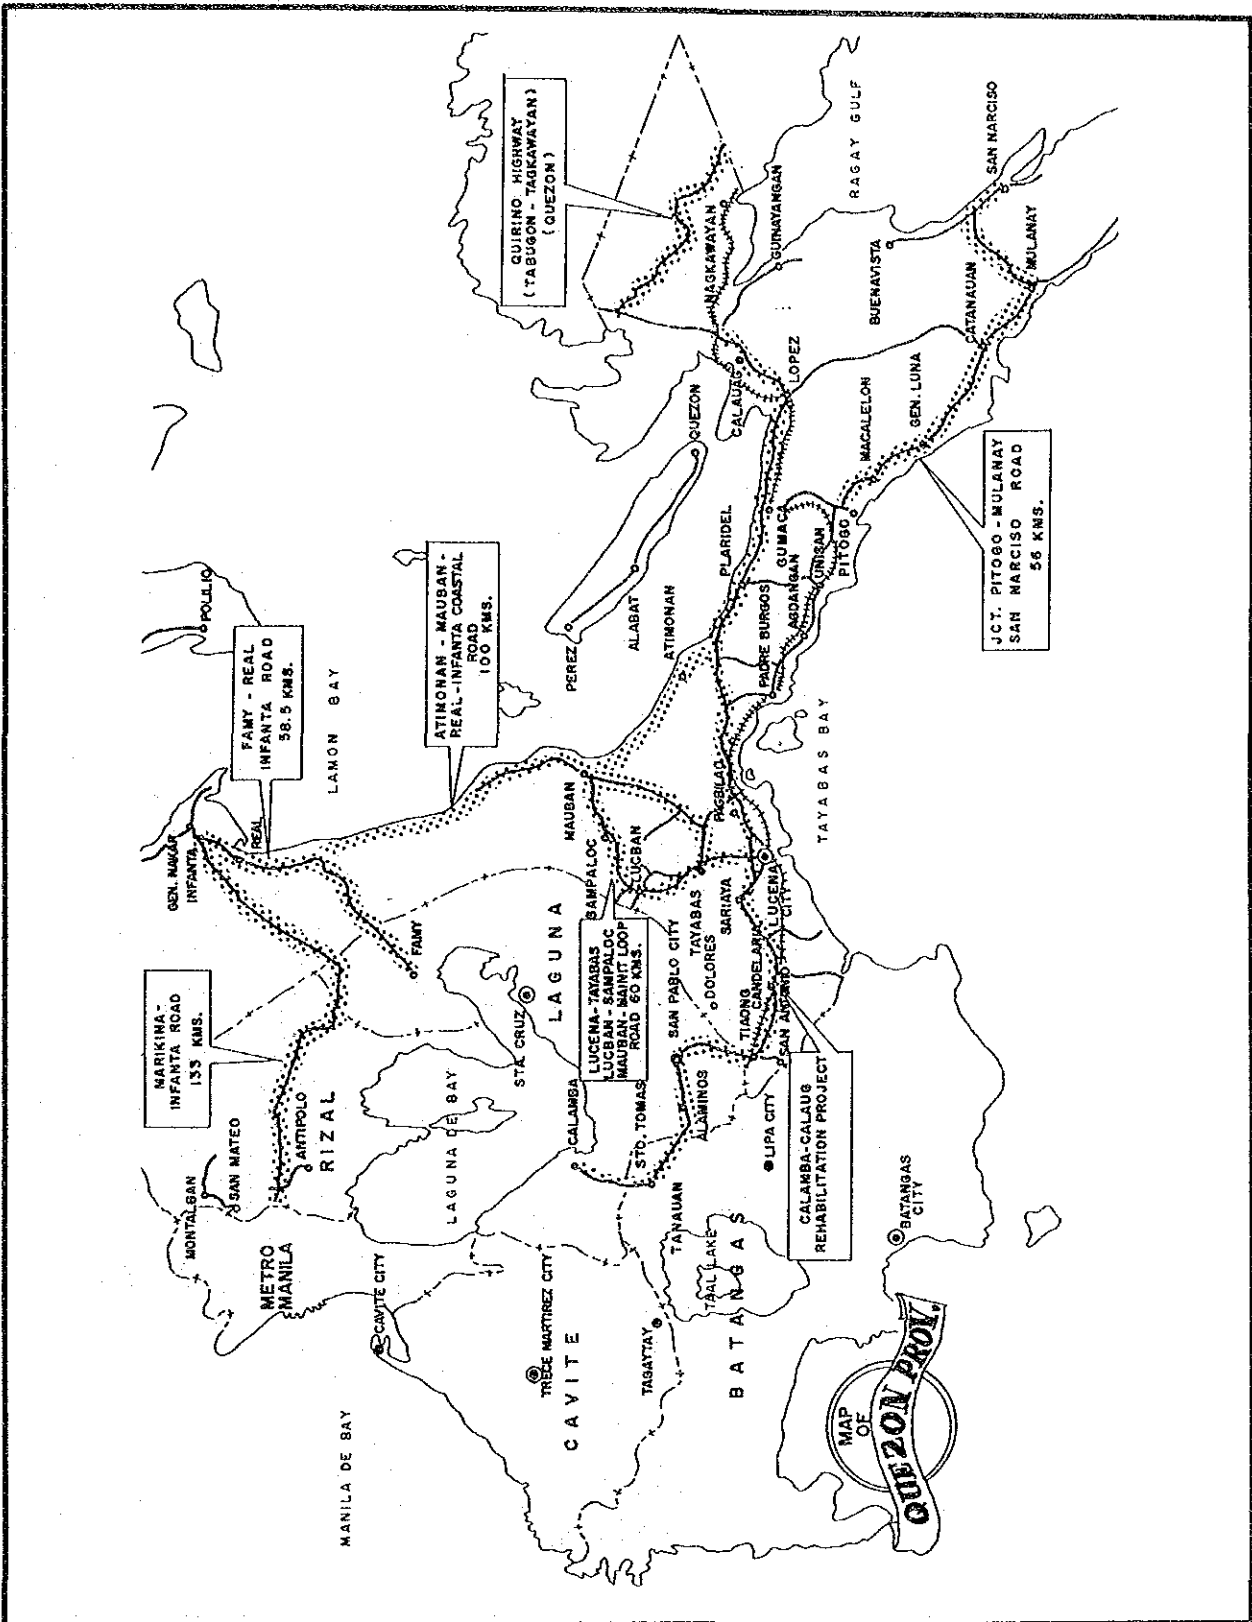 QUIRINO HIGHWAY
(TABUGON - TAGKAWAYAN)
(QUEZON)
POLILIO
FAMY - REAL
INFANTA ROAD
58.5 KMS.
LAMON BAY
ATIMONAN - MAUBAN -
REAL - INFANTA COASTAL
ROAD
100 KMS.
GEN. NAKAR
INFANTA
REAL
MARIKINA -
INFANTA ROAD
133 KMS.
MONTALBAN
SAN MATEO
ANTIPOLO
RIZAL
METRO
MANILA
FAMY
MANILA DE BAY
CAVITE CITY
LAGUNA DE BAY
STA. CRUZ
LAGUNA
TRECE MARTIREZ CITY
CAVITE
CALAMBA
MAUBAN
SAMPALOC
LUCBAN
LUCENA - TAYABAS
LUCBAN - SAMPALOC
MAUBAN - MAINIT LOOP
ROAD 60 KMS.
PEREZ
ALABAT
QUEZON
ATIMONAN
PLARIDEL
CALAUAG
NAGKAWAYAN
GUINAYANGAN
RAGAY GULF
LOPEZ
GUMACA
UNISAN
AGDANGAN
PADRE BURGOS
PITOGO
MACALELON
GEN. LUNA
CATANAUAN
BUENAVISTA
MULANAY
SAN NARCISO
JCT. PITOGO - MULANAY
SAN NARCISO ROAD
56 KMS.
TAYABAS BAY
PAGBILAO
TAYABAS
SARIAYA
LUCENA
CITY
CANDELARIA
DOLORES
SAN PABLO CITY
TIAONG
SAN ANTONIO
STO. TOMAS
ALAMINOS
TANAUAN
TAGAYTAY
TAAL LAKE
LIPA CITY
BATANGAS
CALAMBA-CALAUG
REHABILITATION PROJECT
BATANGAS
CITY
MAP
OF
QUEZON PROV.